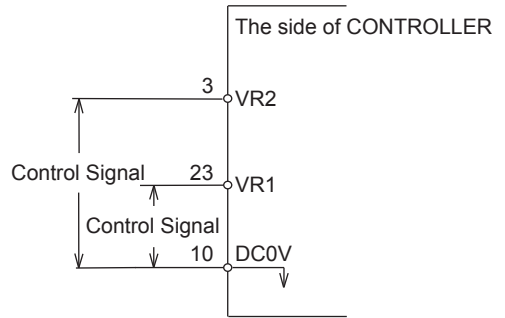 The side of CONTROLLER
3 VR2
Control Signal 23 VR1
Control Signal
10 DC0V